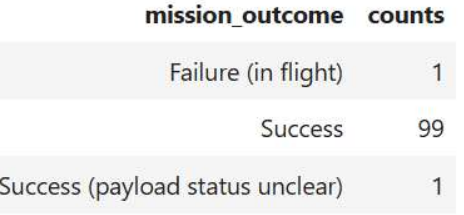 mission_outcome counts
Failure (in flight) 1
Success 99
Success (payload status unclear) 1